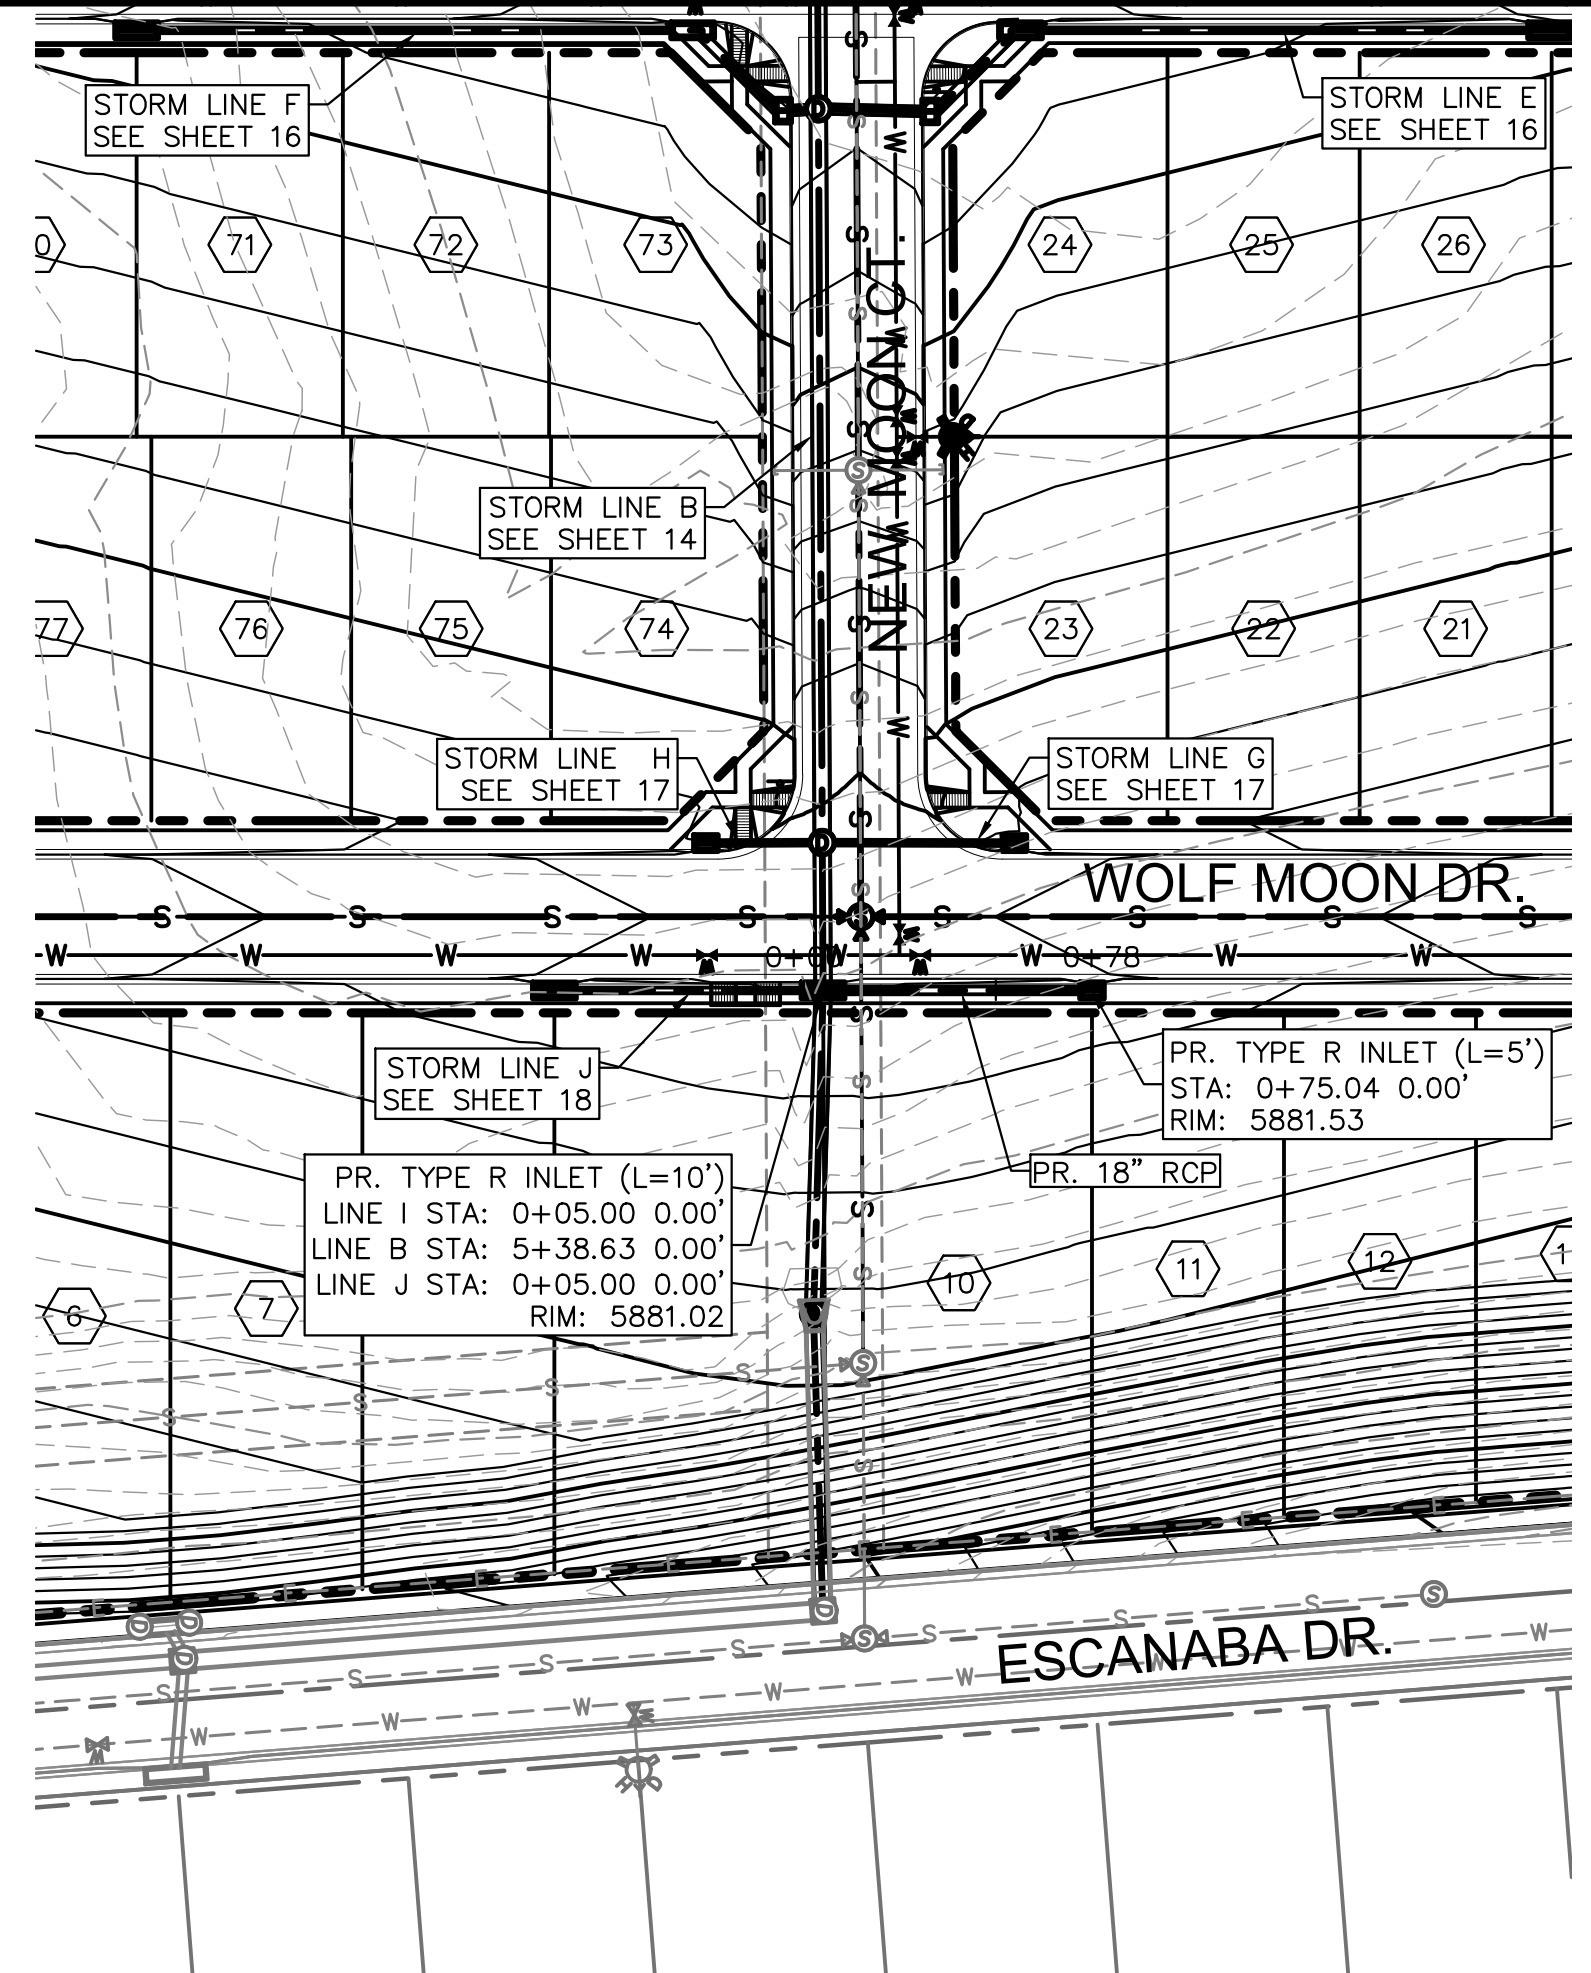 STORM LINE F
SEE SHEET 16
STORM LINE E
SEE SHEET 16
71
72
73
24
25
26
NEW MOON CT.
STORM LINE B
SEE SHEET 14
77
76
75
74
23
22
21
STORM LINE H
SEE SHEET 17
STORM LINE G
SEE SHEET 17
WOLF MOON DR.
S S S S S S S S
W W W W W W W W
0+78
STORM LINE J
SEE SHEET 18
PR. TYPE R INLET (L=5')
STA: 0+75.04 0.00'
RIM: 5881.53
PR. 18" RCP
PR. TYPE R INLET (L=10')
LINE I STA: 0+05.00 0.00'
LINE B STA: 5+38.63 0.00'
LINE J STA: 0+05.00 0.00'
RIM: 5881.02
6
7
10
11
12
ESCANABA DR.